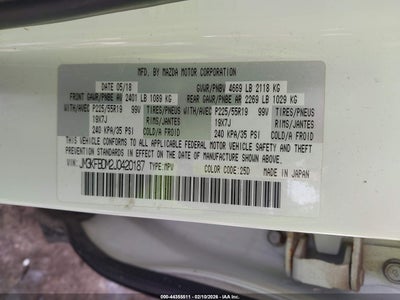 MFD. BY MAZDA MOTOR CORPORATION
DATE 05/18 GVWR/PNBV 4669 LB 2118 KG
FRONT GAWR/PNBE AV 2401 LB 1089 KG REAR GAWR/PNBE AR 2269 LB 1029 KG
WITH/AVEC P225/55R19 99V TIRES/PNEUS WITH/AVEC P225/55R19 99V TIRES/PNEUS
19X7J RIMS/JANTES 19X7J RIMS/JANTES
240 KPA/35 PSI COLD/A FROID 240 KPA/35 PSI COLD/A FROID
THIS VEHICLE CONFORMS TO ALL APPLICABLE FEDERAL MOTOR VEHICLE SAFETY
AND THEFT PREVENTION STANDARDS IN EFFECT ON THE DATE OF MANUFACTURE
SHOWN ABOVE.
VIN: JM3KFBDM2J0420187 TYPE:MPV COLOR CODE:25D MADE IN JAPAN
000-44355511 - 02/10/2026 - IAA, Inc.